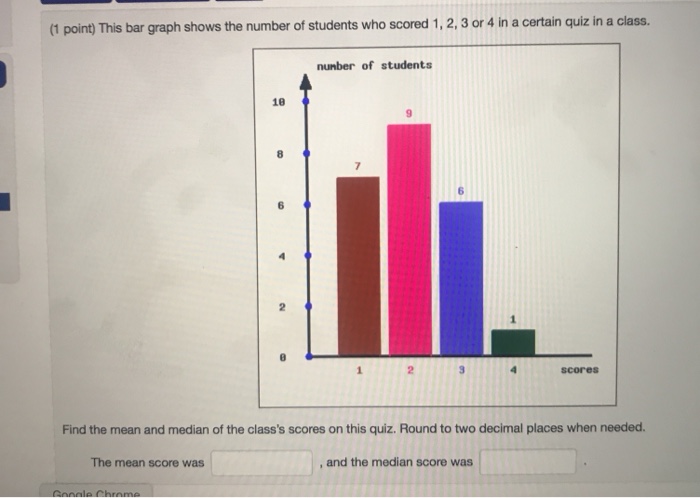 (1 point) This bar graph shows the number of students who scored 1, 2, 3 or 4 in a certain quiz in a class.
number of students
10
9
8
7
6
6
4
2
1
0
1 2 3 4 scores
Find the mean and median of the class's scores on this quiz. Round to two decimal places when needed.
The mean score was , and the median score was .
Google Chrome